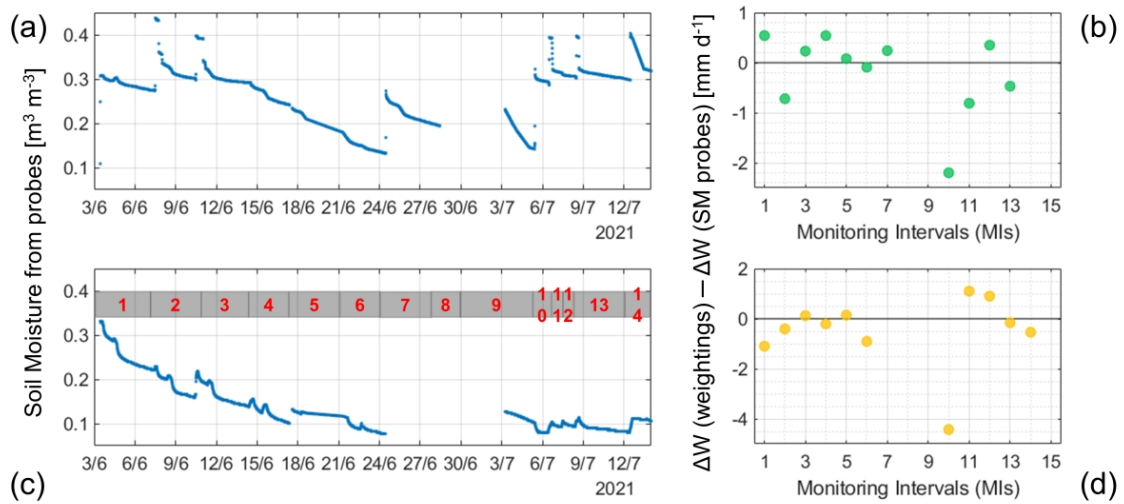 (a)
(b)
Soil Moisture from probes [m³ m⁻³]
0.4
0.3
0.2
0.1
3/6 6/6 9/6 12/6 15/6 18/6 21/6 24/6 27/6 30/6 3/7 6/7 9/7 12/7
2021
ΔW (weightings) – ΔW (SM probes) [mm d⁻¹]
1
0
-1
-2
1 3 5 7 9 11 13 15
Monitoring Intervals (MIs)
0.4
0.3
0.2
0.1
1 2 3 4 5 6 7 8 9 10 11 12 13 14
3/6 6/6 9/6 12/6 15/6 18/6 21/6 24/6 27/6 30/6 3/7 6/7 9/7 12/7
2021
2
0
-2
-4
1 3 5 7 9 11 13 15
Monitoring Intervals (MIs)
(c)
(d)